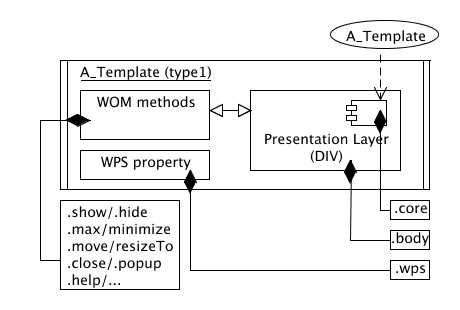 A_Template
A_Template (type1)
WOM methods
Presentation Layer
(DIV)
WPS property
.show/.hide
.max/minimize
.move/resizeTo
.close/.popup
.help/...
.core
.body
.wps